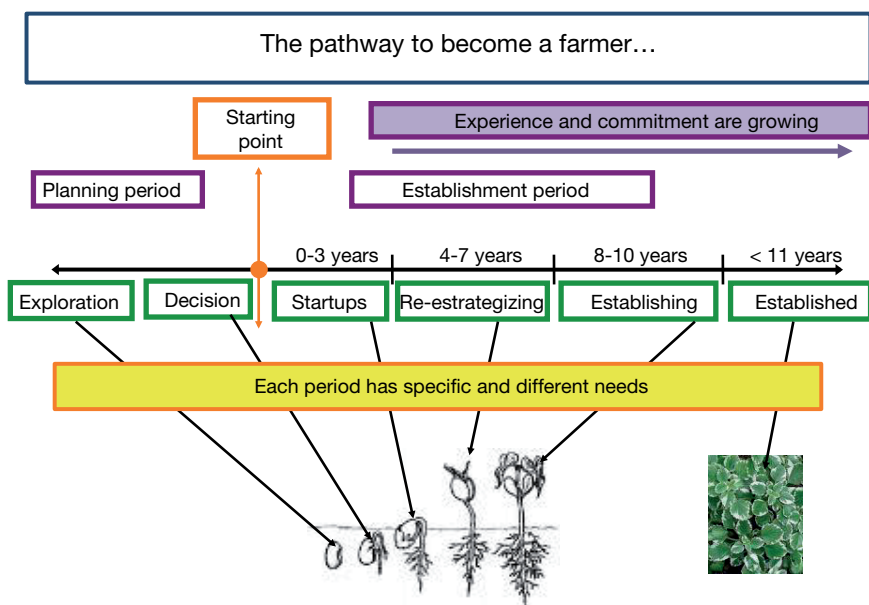 The pathway to become a farmer…
Starting
point
Experience and commitment are growing
Planning period
Establishment period
0-3 years
4-7 years
8-10 years
< 11 years
Exploration
Decision
Startups
Re-estrategizing
Establishing
Established
Each period has specific and different needs